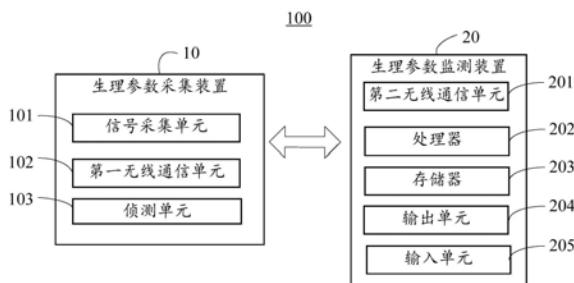 100
10
生理参数采集装置
101
信号采集单元
102
第一无线通信单元
103
侦测单元
20
生理参数监测装置
第二无线通信单元
201
处理器
202
存储器
203
输出单元
204
输入单元
205